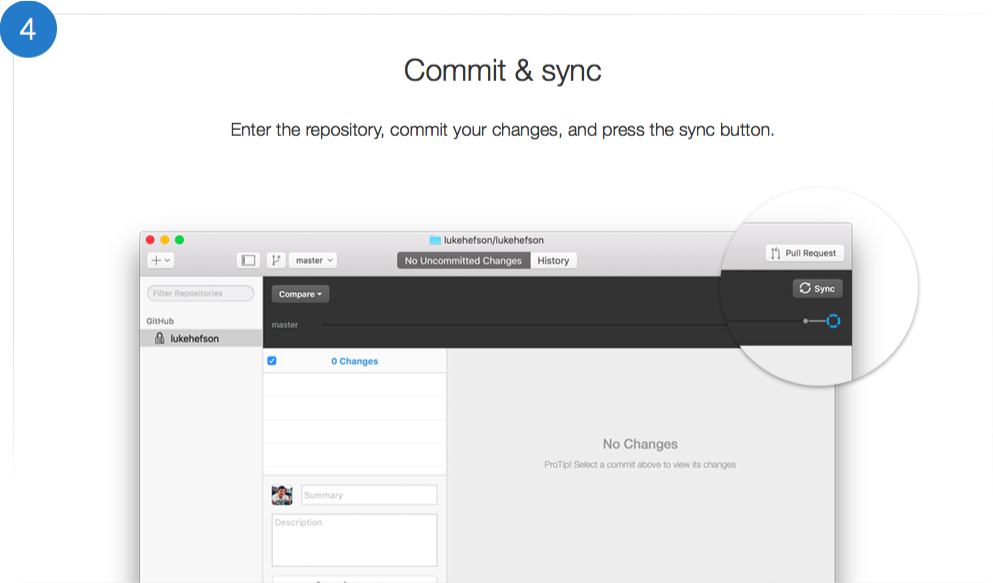 4
Commit & sync
Enter the repository, commit your changes, and press the sync button.
lukehefson/lukehefson
master
No Uncommitted Changes
History
Pull Request
Filter Repositories
Compare
Sync
GitHub
master
lukehefson
0 Changes
No Changes
ProTip! Select a commit above to view its changes
Summary
Description